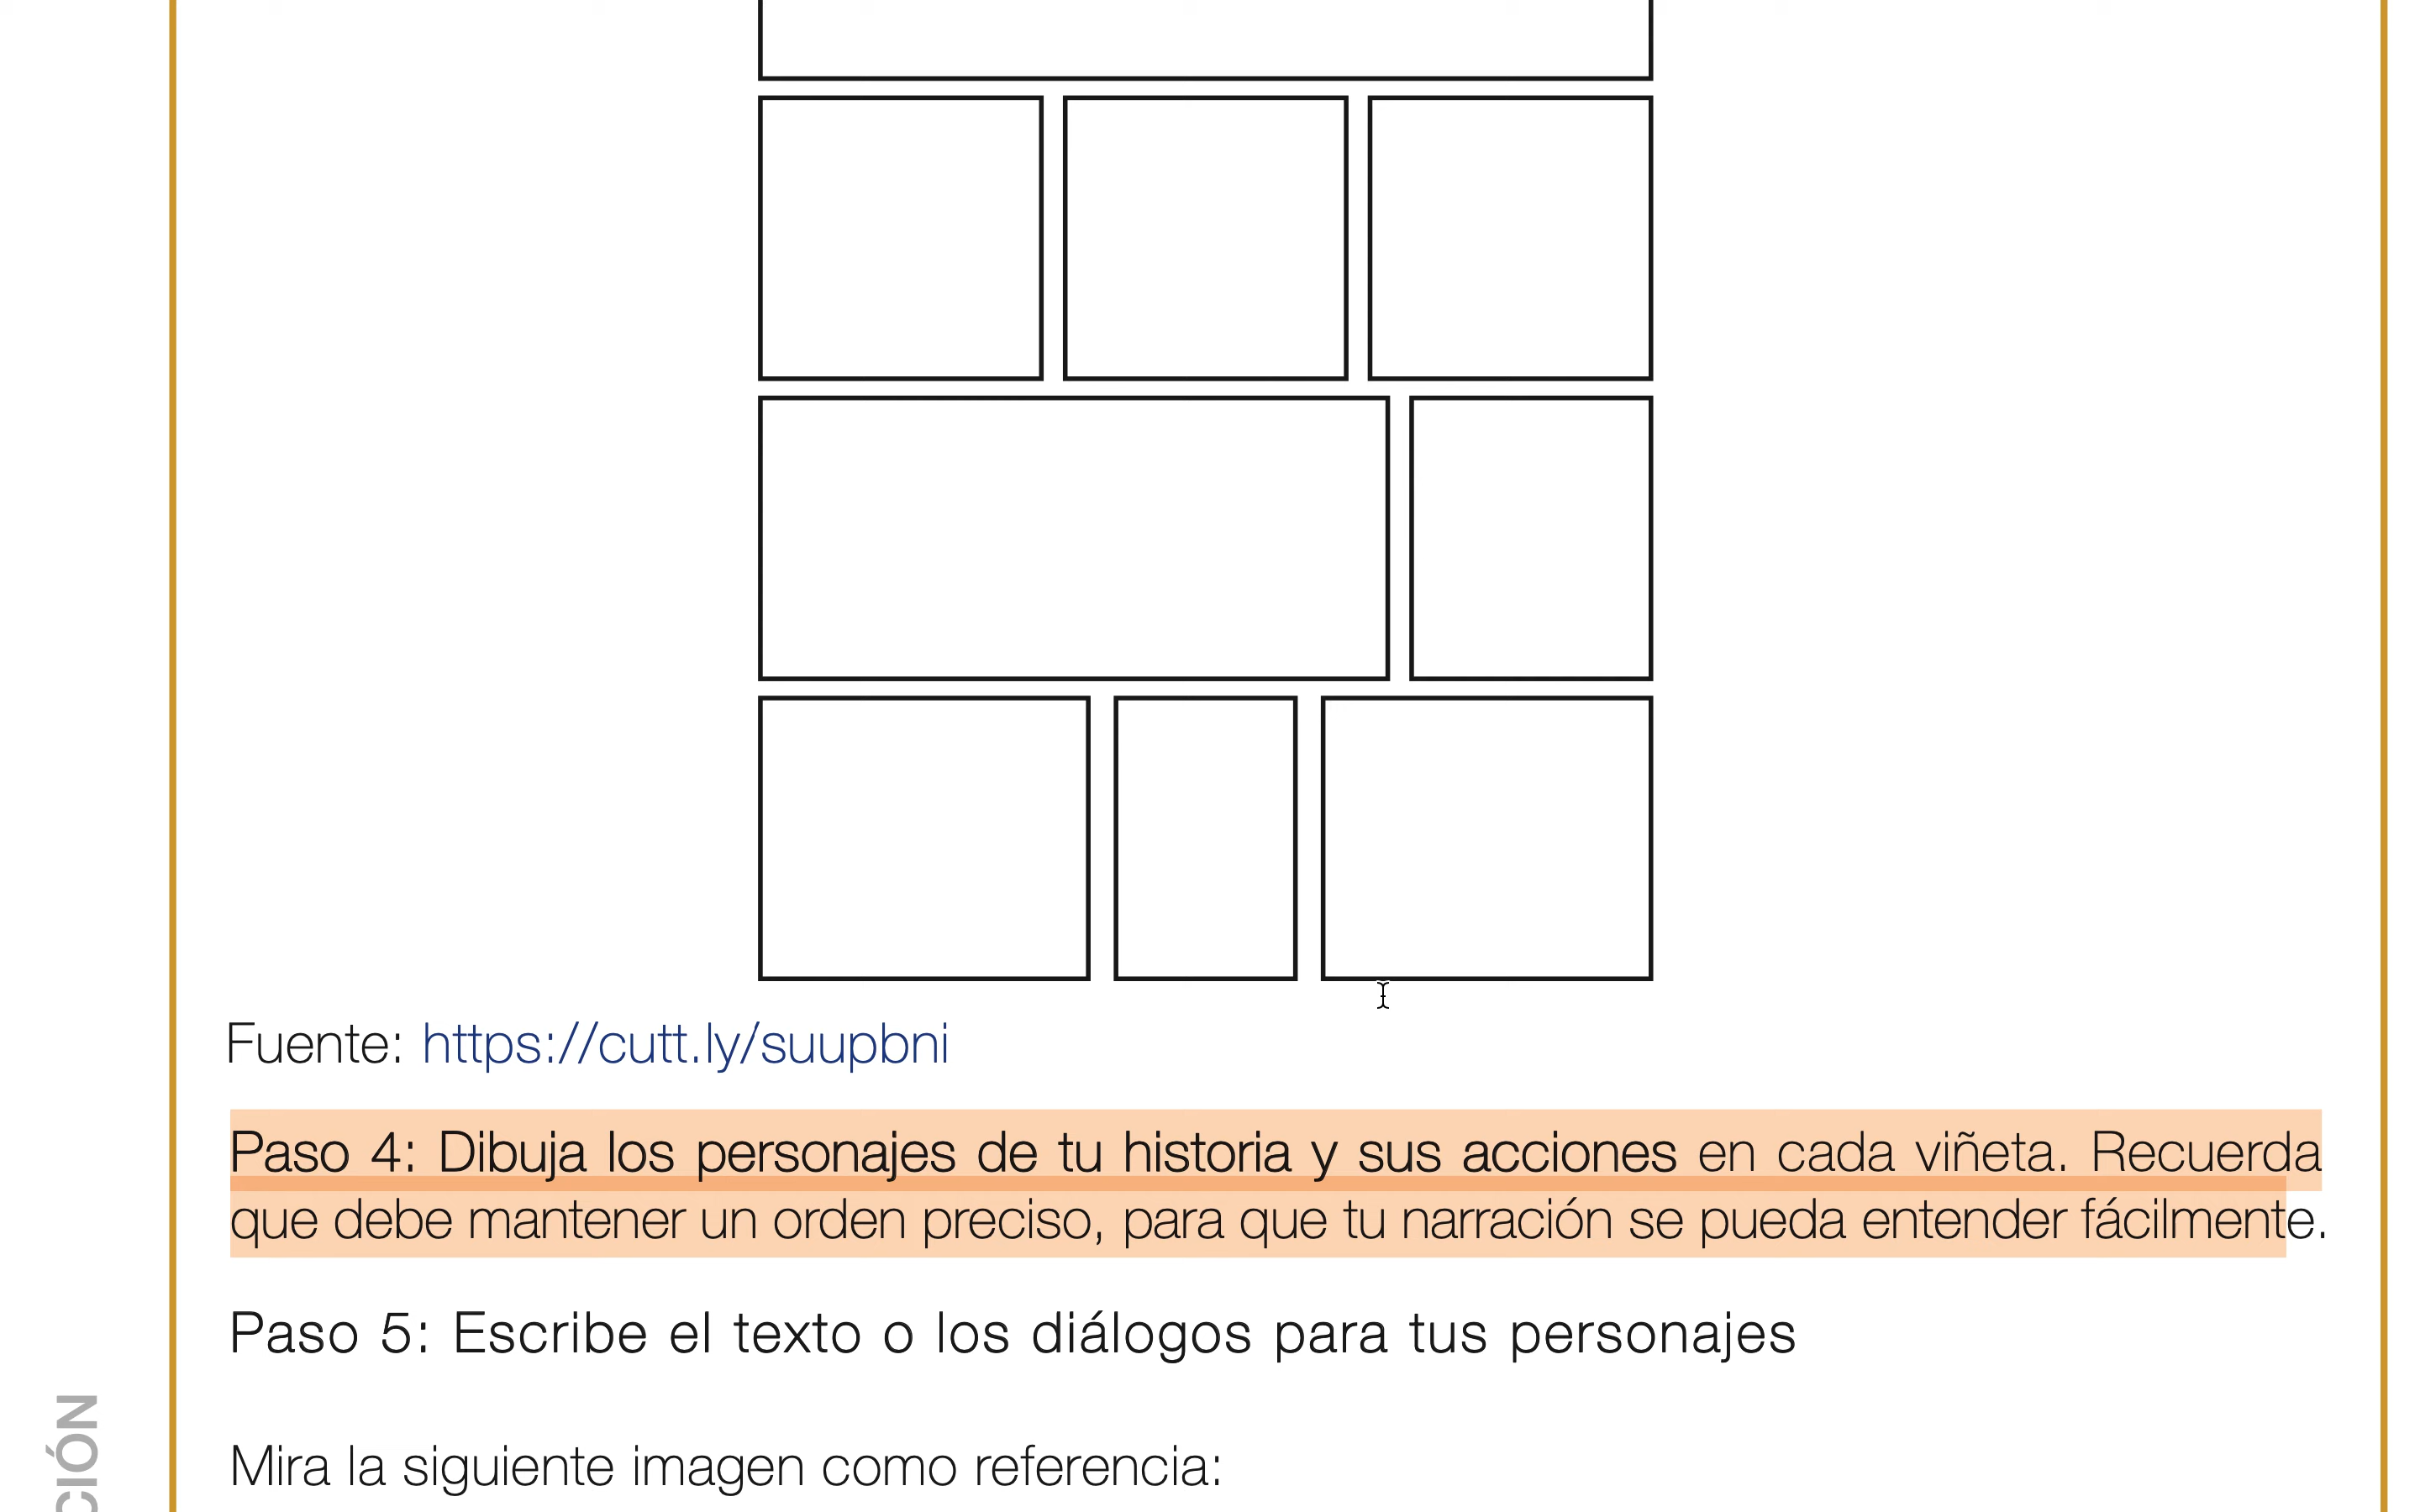 Fuente: https://cutt.ly/suupbni
Paso 4: Dibuja los personajes de tu historia y sus acciones en cada viñeta. Recuerda
que debe mantener un orden preciso, para que tu narración se pueda entender fácilmente.
Paso 5: Escribe el texto o los diálogos para tus personajes
Mira la siguiente imagen como referencia:
CIÓN